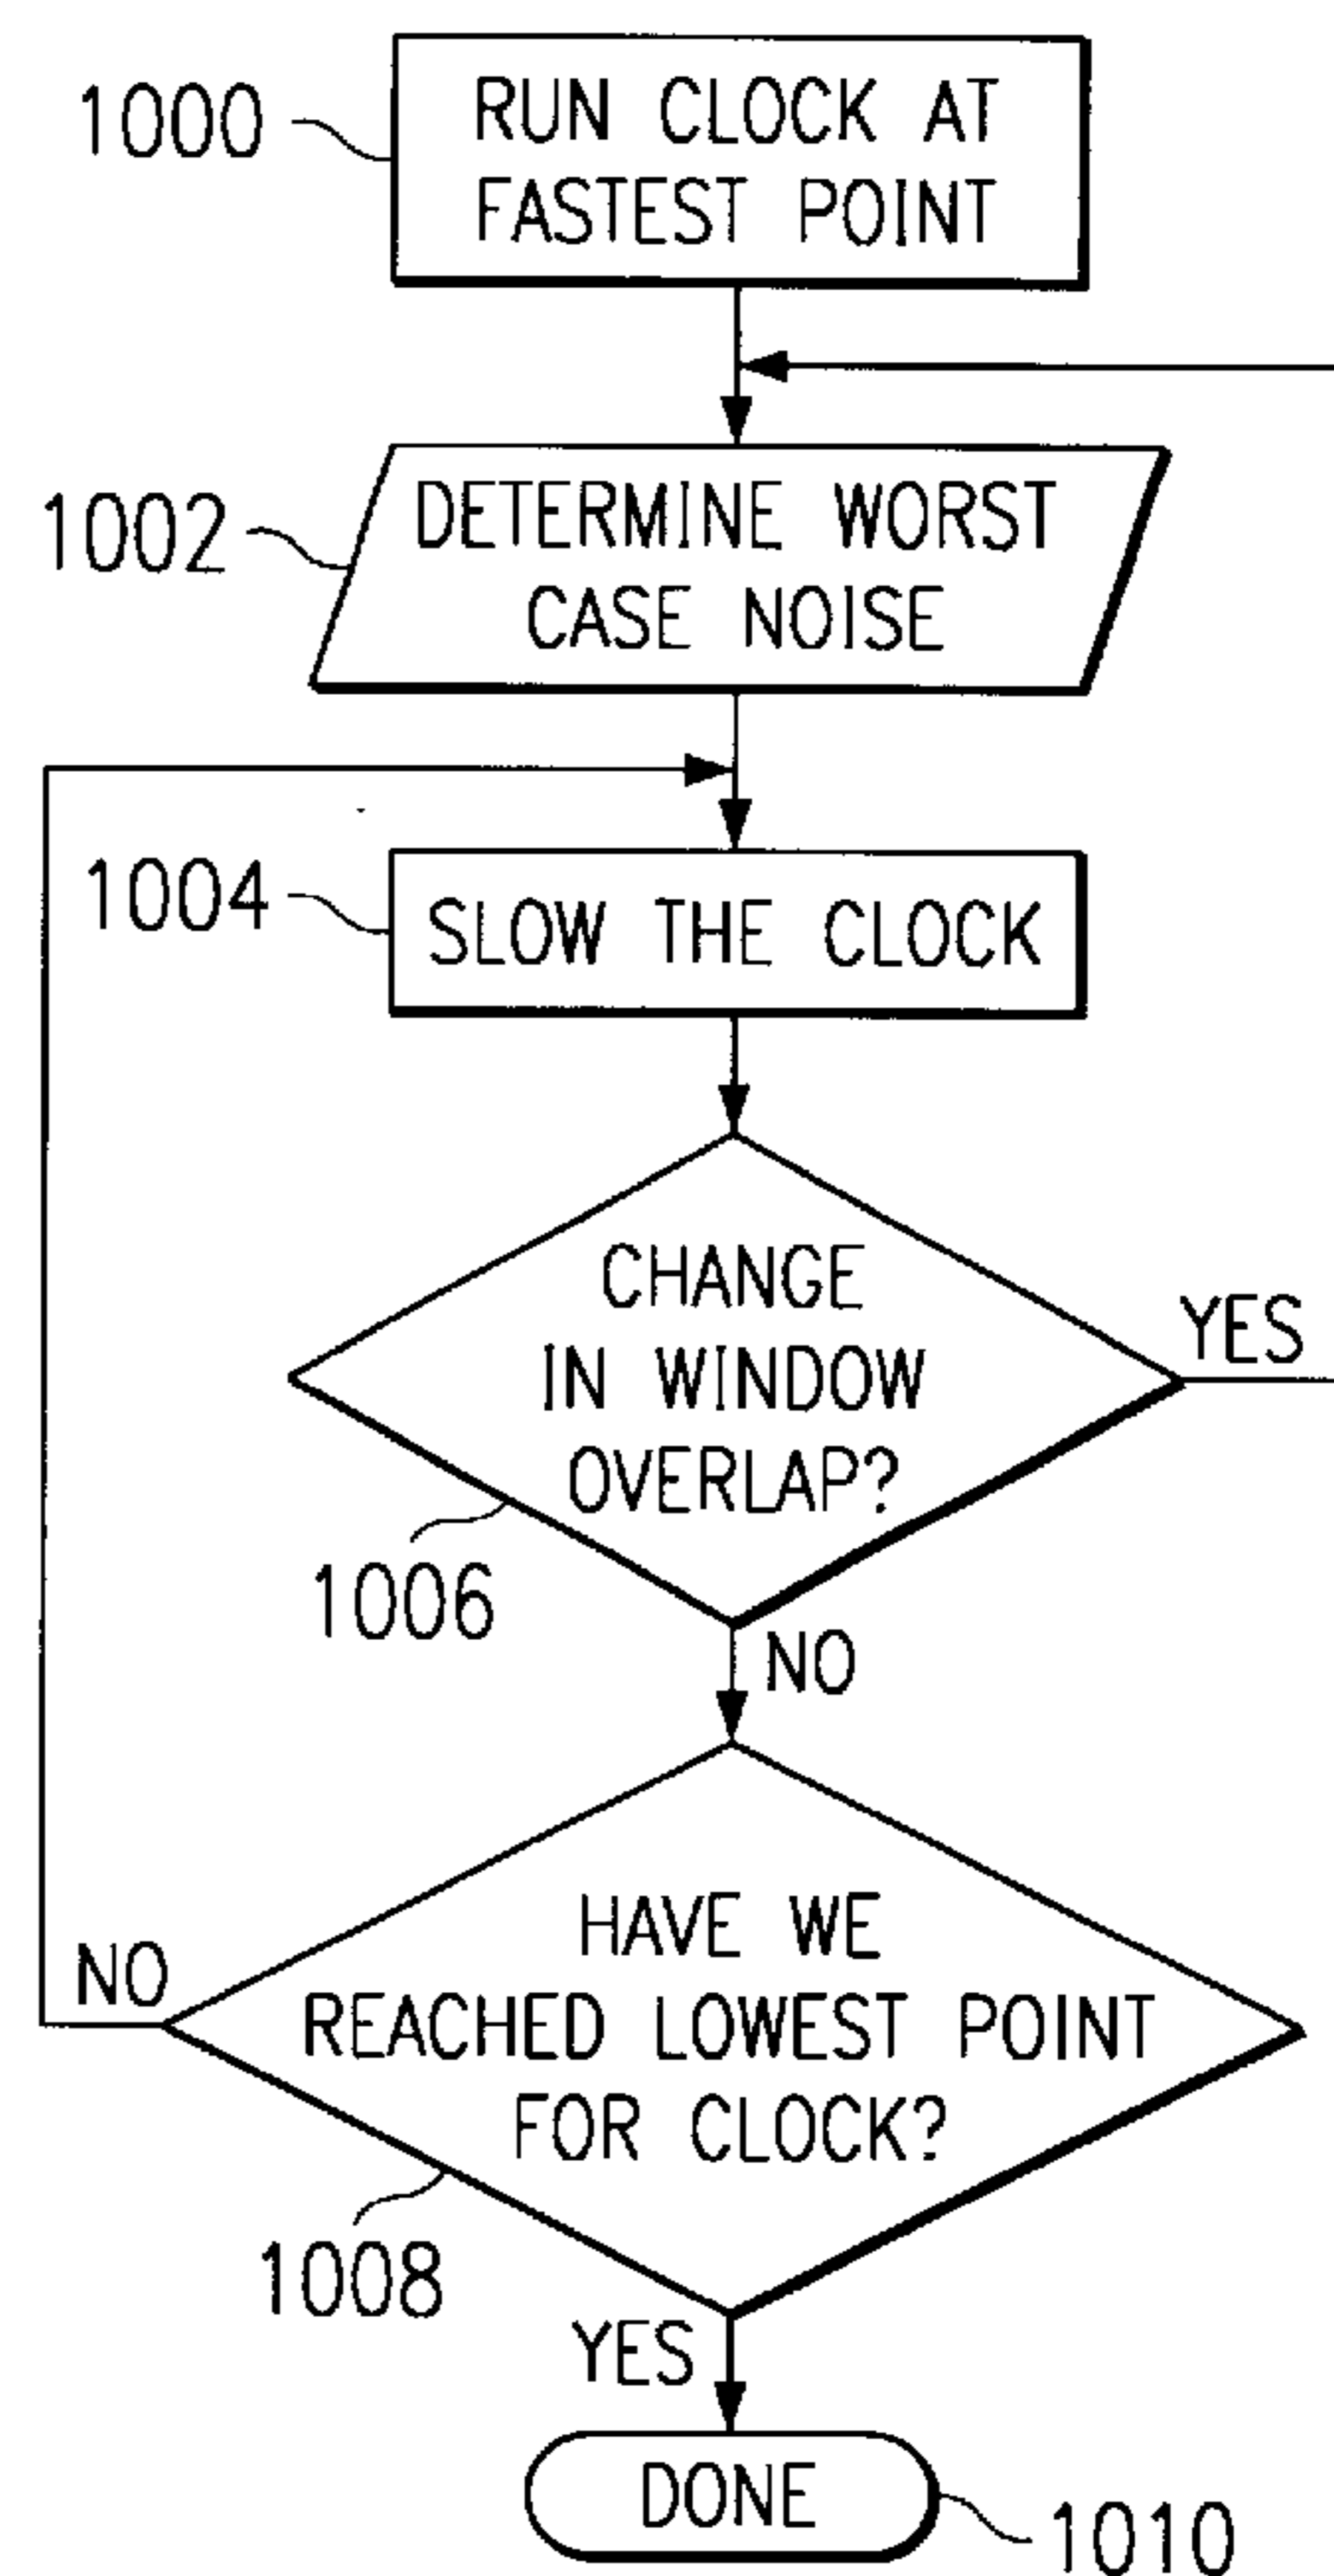 1000
RUN CLOCK AT
FASTEST POINT
1002
DETERMINE WORST
CASE NOISE
1004
SLOW THE CLOCK
CHANGE
IN WINDOW
OVERLAP?
YES
1006
NO
HAVE WE
REACHED LOWEST POINT
FOR CLOCK?
NO
1008
YES
DONE
1010